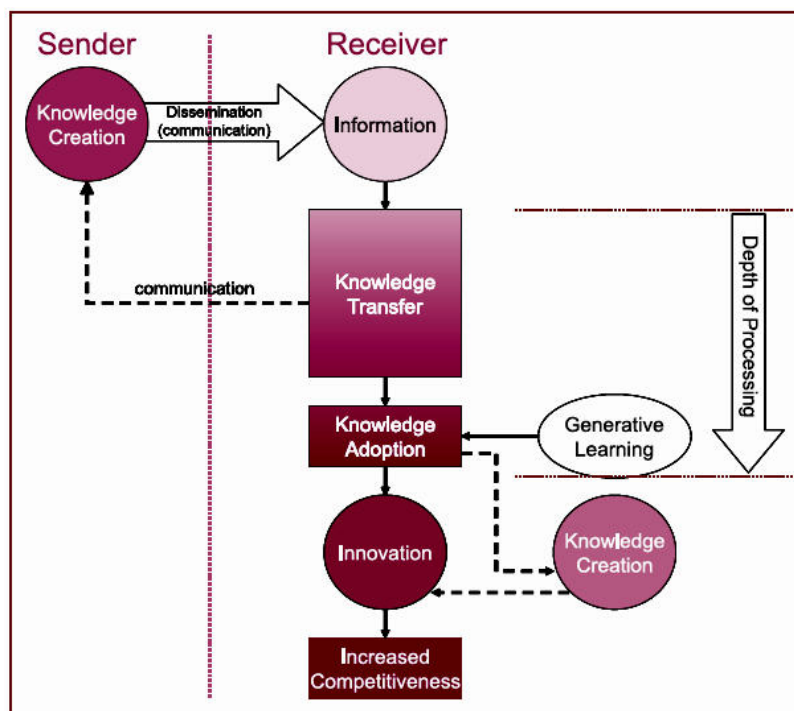 Sender
Receiver
Knowledge
Creation
Dissemination
(communication)
Information
Knowledge
Transfer
communication
Depth of Processing
Knowledge
Adoption
Generative
Learning
Innovation
Knowledge
Creation
Increased
Competitiveness